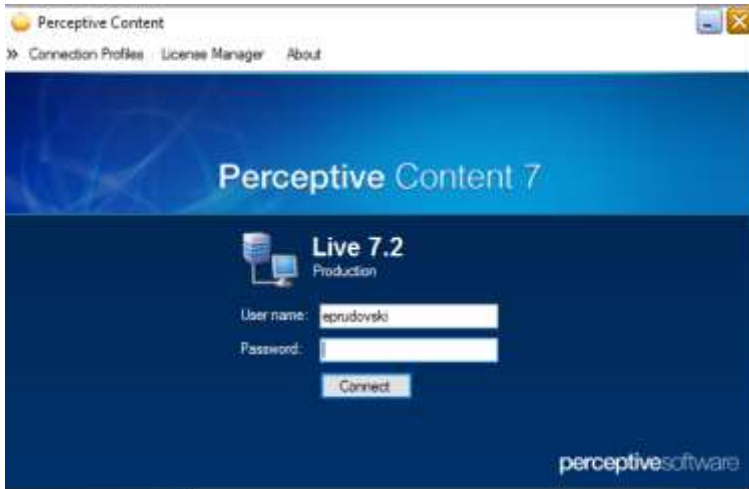 Perceptive Content
» Connection Profiles License Manager About
Perceptive Content 7
Live 7.2
Production
User name: eprudovski
Password:
Connect
perceptivesoftware